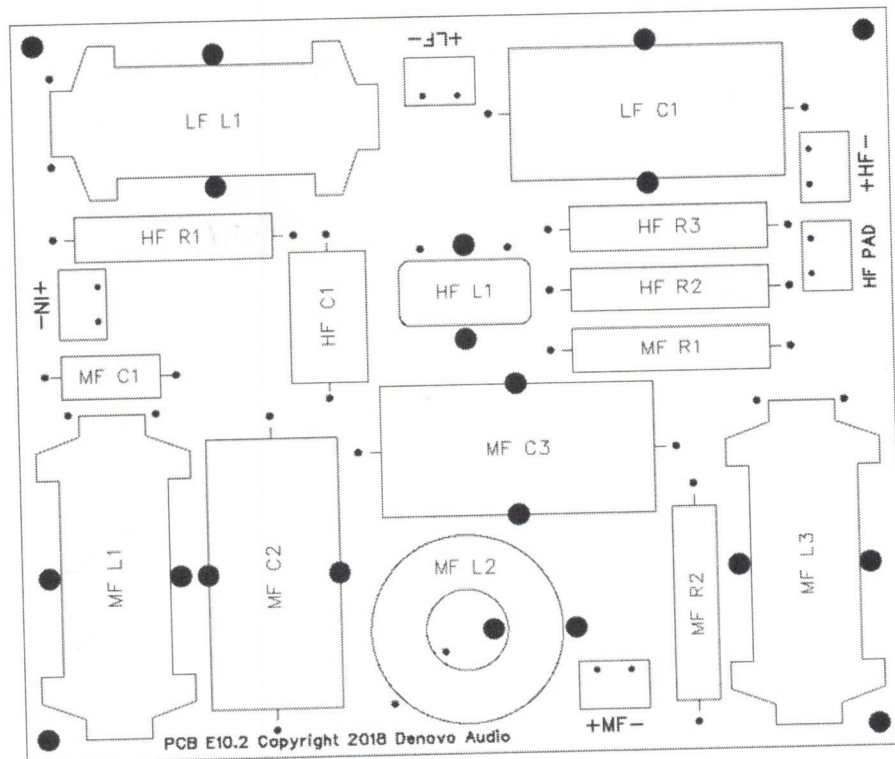 +LF-
LF L1
LF C1
+HF-
HF R1
HF R3
HF PAD
HF C1
HF L1
HF R2
-IN+
MF R1
MF C1
MF C3
MF L1
MF C2
MF L2
MF R2
MF L3
+MF-
PCB E10.2 Copyright 2018 Denovo Audio